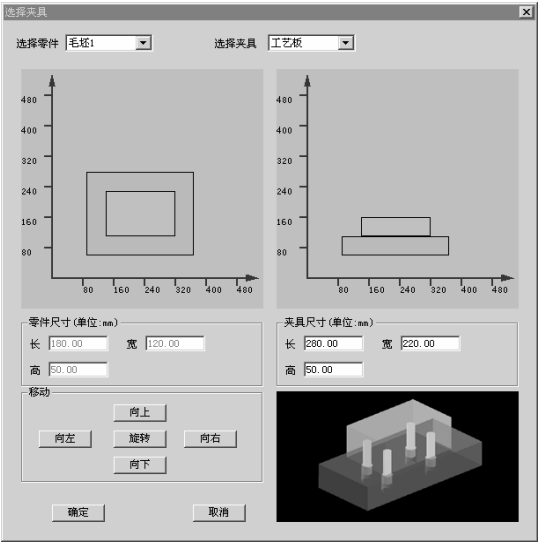 选择夹具
选择零件 毛坯1 选择夹具 工艺板
480
400
320
240
160
80
80 160 240 320 400 480
480
400
320
240
160
80
80 160 240 320 400 480
零件尺寸(单位:mm)
长 180.00 宽 120.00
高 50.00
夹具尺寸(单位:mm)
长 280.00 宽 220.00
高 50.00
移动
向上
向左 旋转 向右
向下
确定 取消